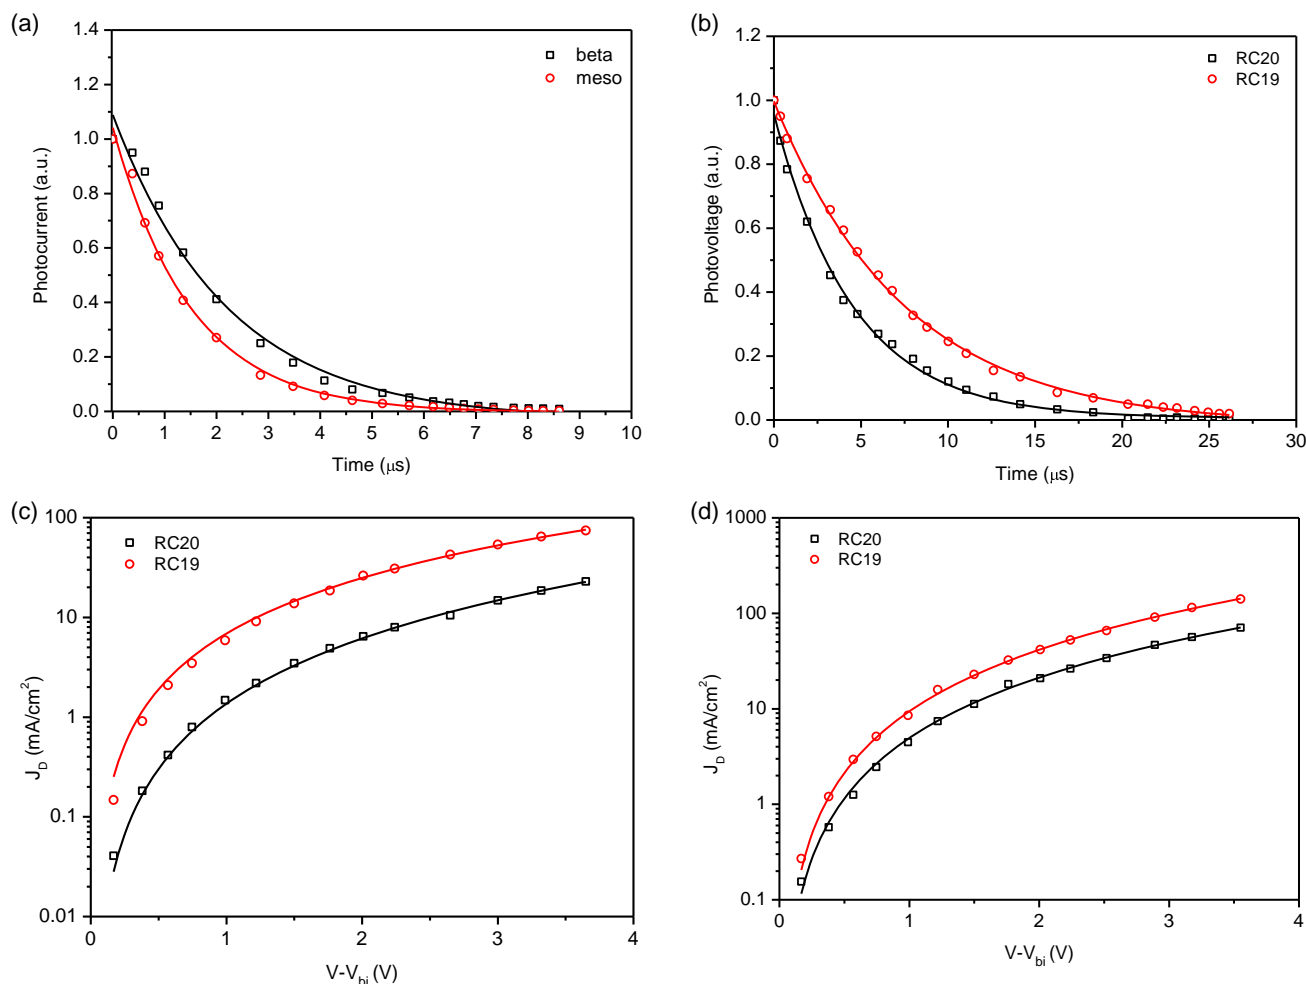 (a)
1.4
1.2
1.0
0.8
0.6
0.4
0.2
0.0
Photocurrent (a.u.)
beta
meso
0 1 2 3 4 5 6 7 8 9 10
Time (μs)
(b)
1.2
1.0
0.8
0.6
0.4
0.2
0.0
Photovoltage (a.u.)
RC20
RC19
0 5 10 15 20 25 30
Time (μs)
(c)
100
10
1
0.1
0.01
J_D (mA/cm²)
RC20
RC19
0 1 2 3 4
V-V_bi (V)
(d)
1000
100
10
1
0.1
J_D (mA/cm²)
RC20
RC19
0 1 2 3 4
V-V_bi (V)